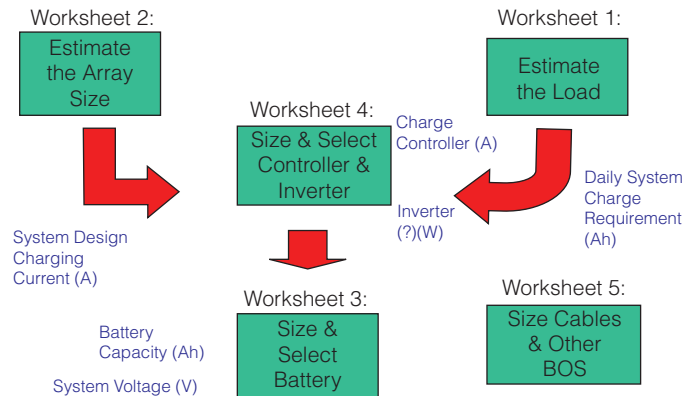 Worksheet 2:
Estimate
the Array
Size
Worksheet 1:
Estimate
the Load
Worksheet 4:
Size & Select
Controller &
Inverter
Charge
Controller (A)
Inverter
(?)(W)
Daily System
Charge
Requirement
(Ah)
System Design
Charging
Current (A)
Worksheet 3:
Size &
Select
Battery
Battery
Capacity (Ah)
System Voltage (V)
Worksheet 5:
Size Cables
& Other
BOS